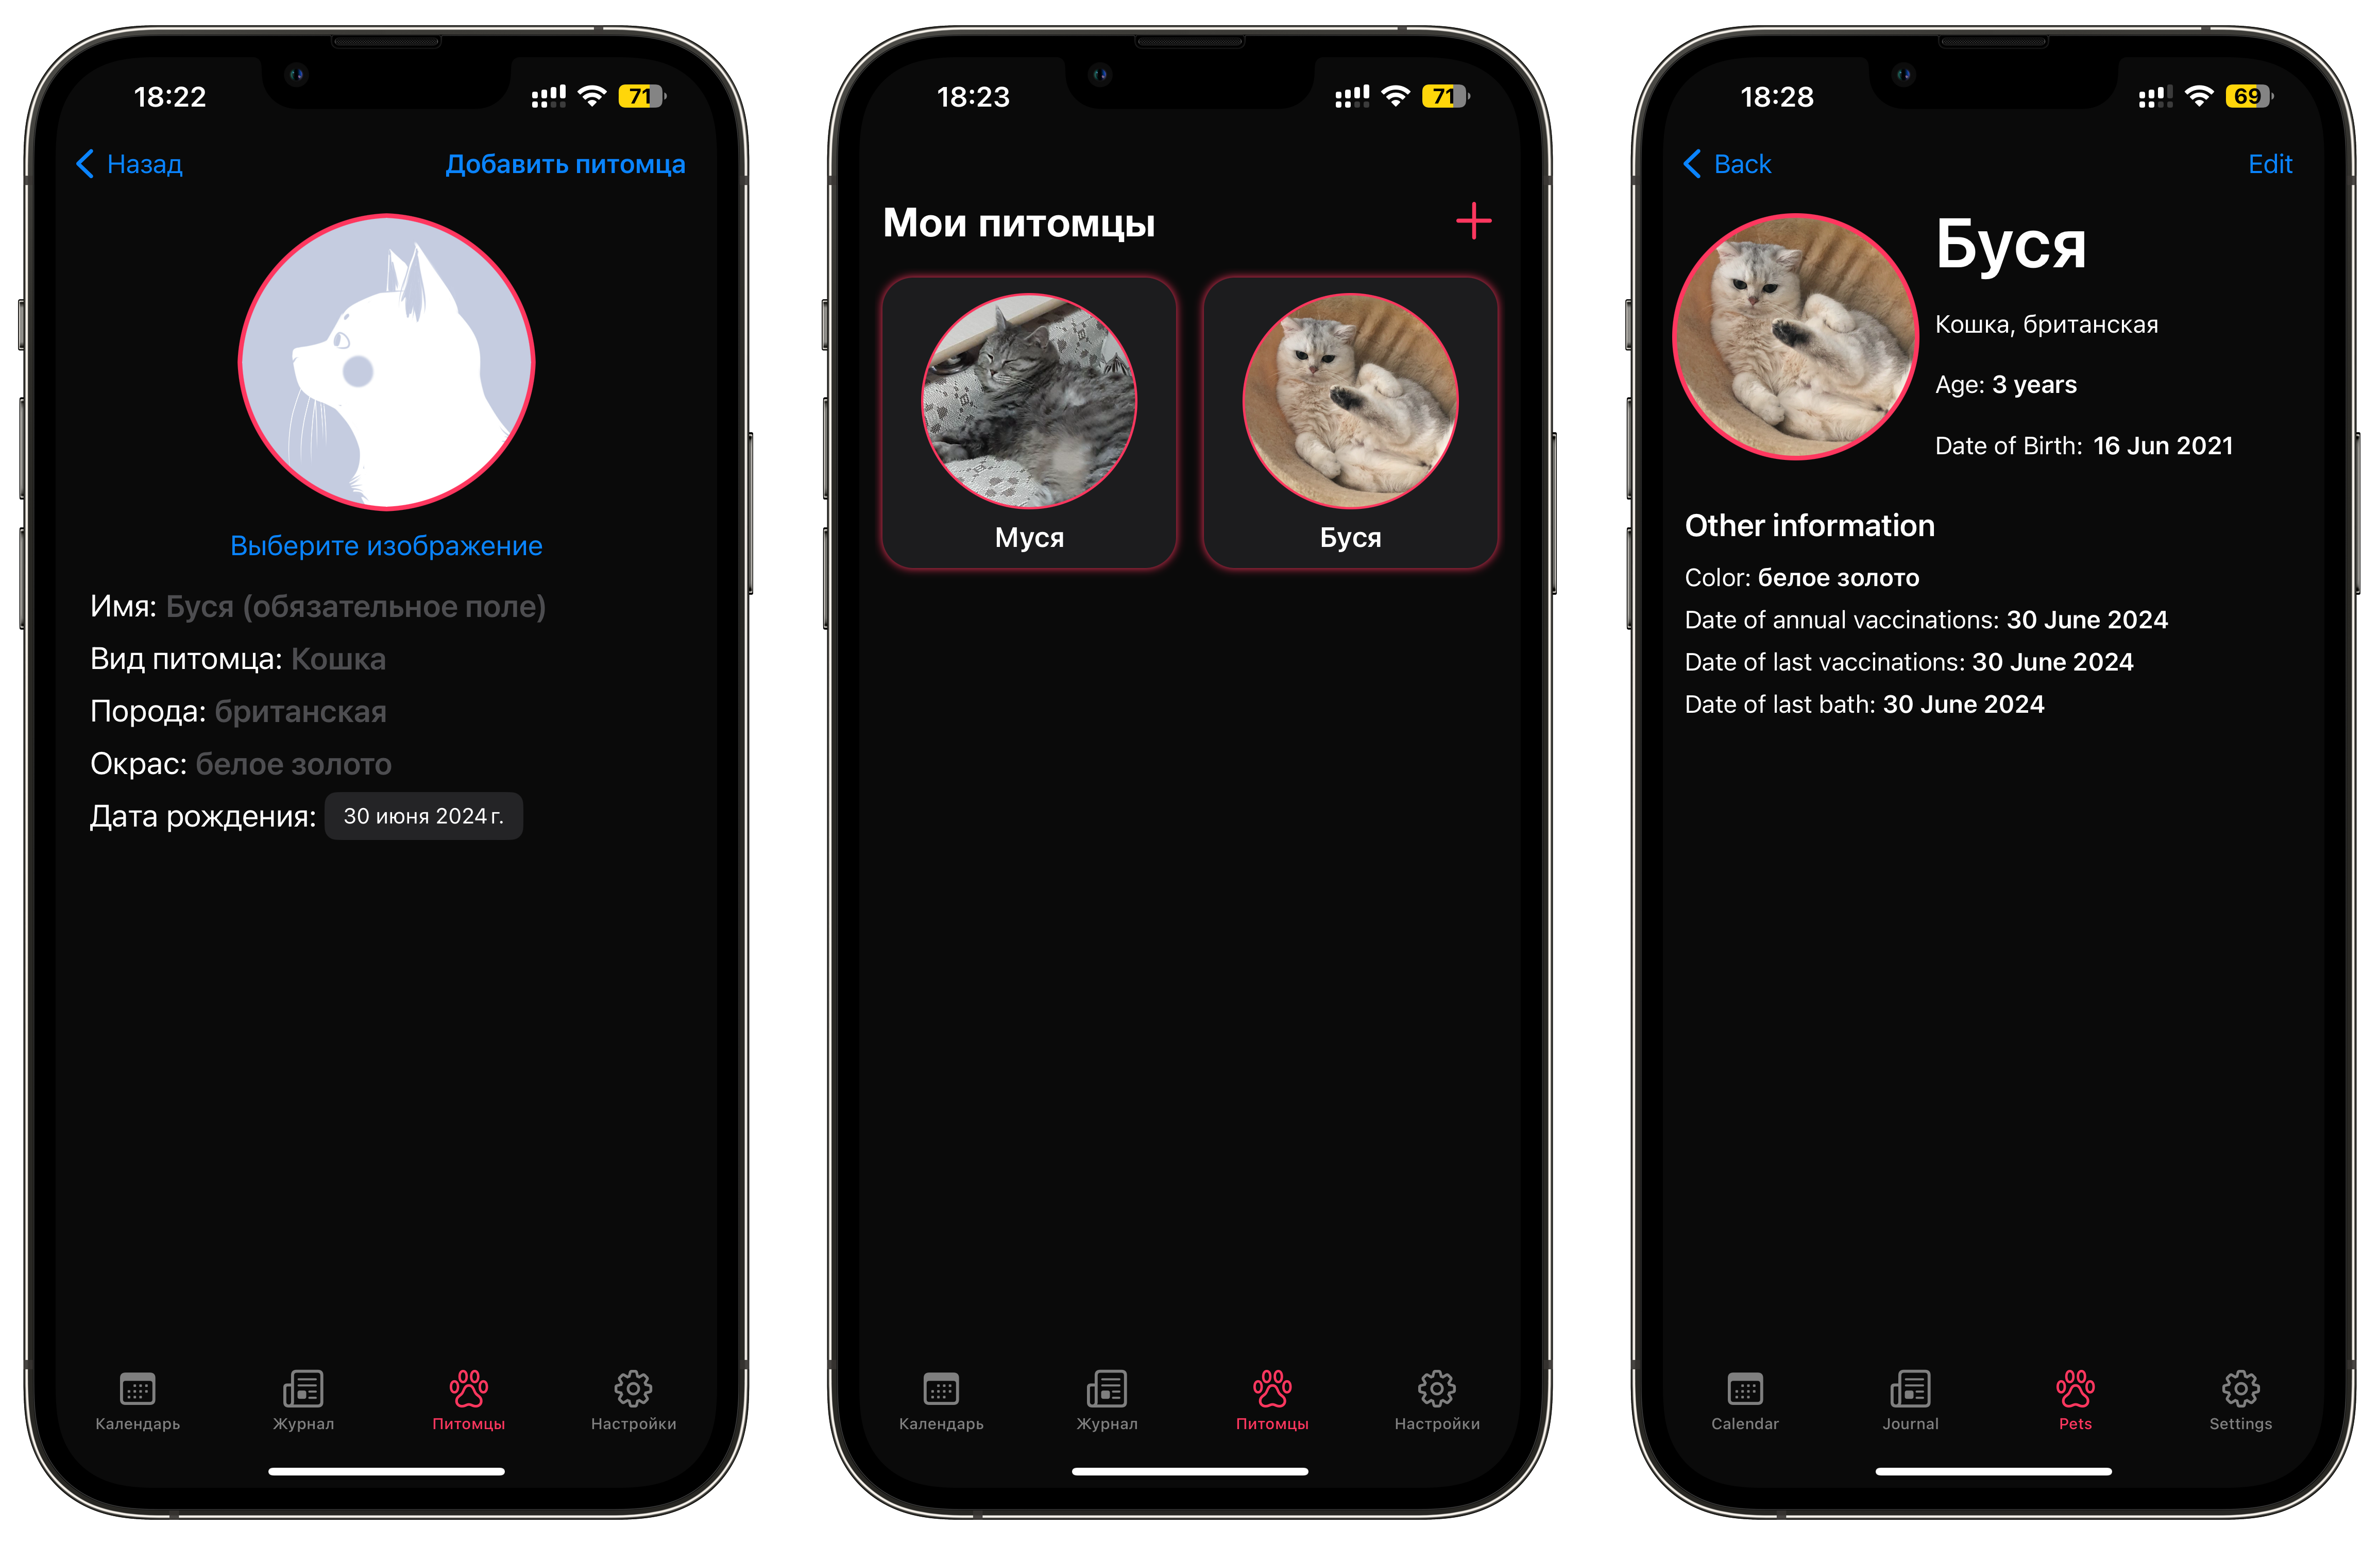 18:22
71
Назад
Добавить питомца
Выберите изображение
Имя: Буся (обязательное поле)
Вид питомца: Кошка
Порода: британская
Окрас: белое золото
Дата рождения: 30 июня 2024 г.
Календарь
Журнал
Питомцы
Настройки
18:23
71
Мои питомцы
Муся
Буся
Календарь
Журнал
Питомцы
Настройки
18:28
69
Back
Edit
Буся
Кошка, британская
Age: 3 years
Date of Birth: 16 Jun 2021
Other information
Color: белое золото
Date of annual vaccinations: 30 June 2024
Date of last vaccinations: 30 June 2024
Date of last bath: 30 June 2024
Calendar
Journal
Pets
Settings